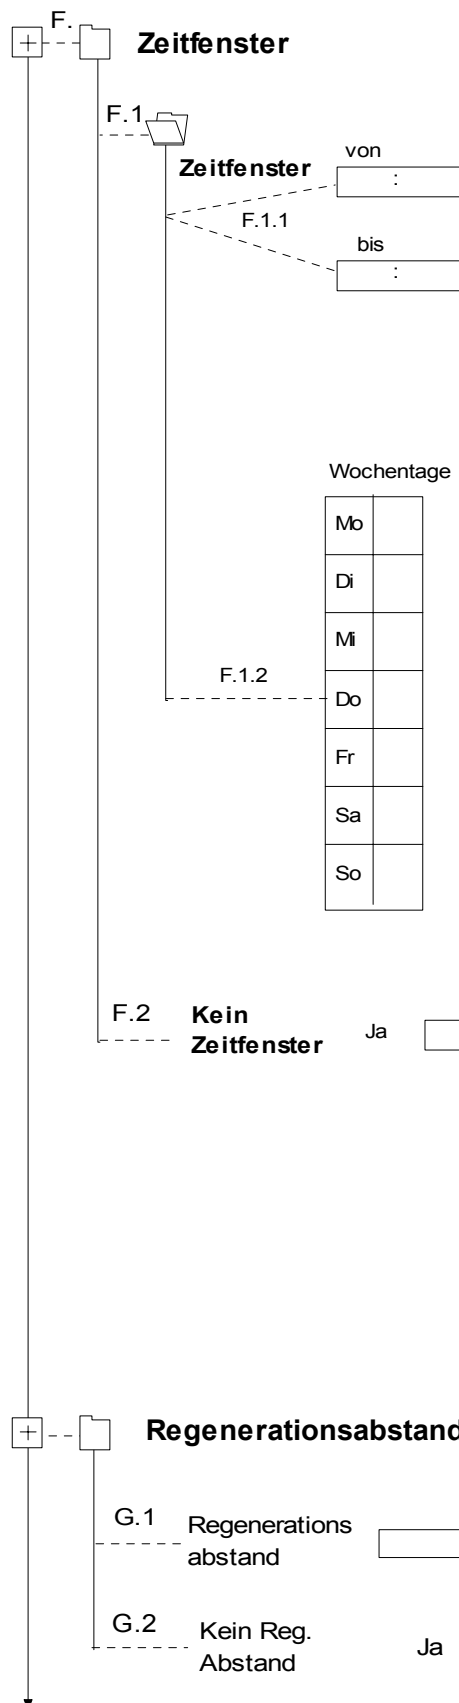 F.
Zeitfenster
F.1
Zeitfenster
von
:
F.1.1
bis
:
Wochentage
Mo
Di
Mi
F.1.2
Do
Fr
Sa
So
F.2
Kein
Zeitfenster
Ja
Regenerationsabstand
G.1
Regenerations
abstand
G.2
Kein Reg.
Abstand
Ja